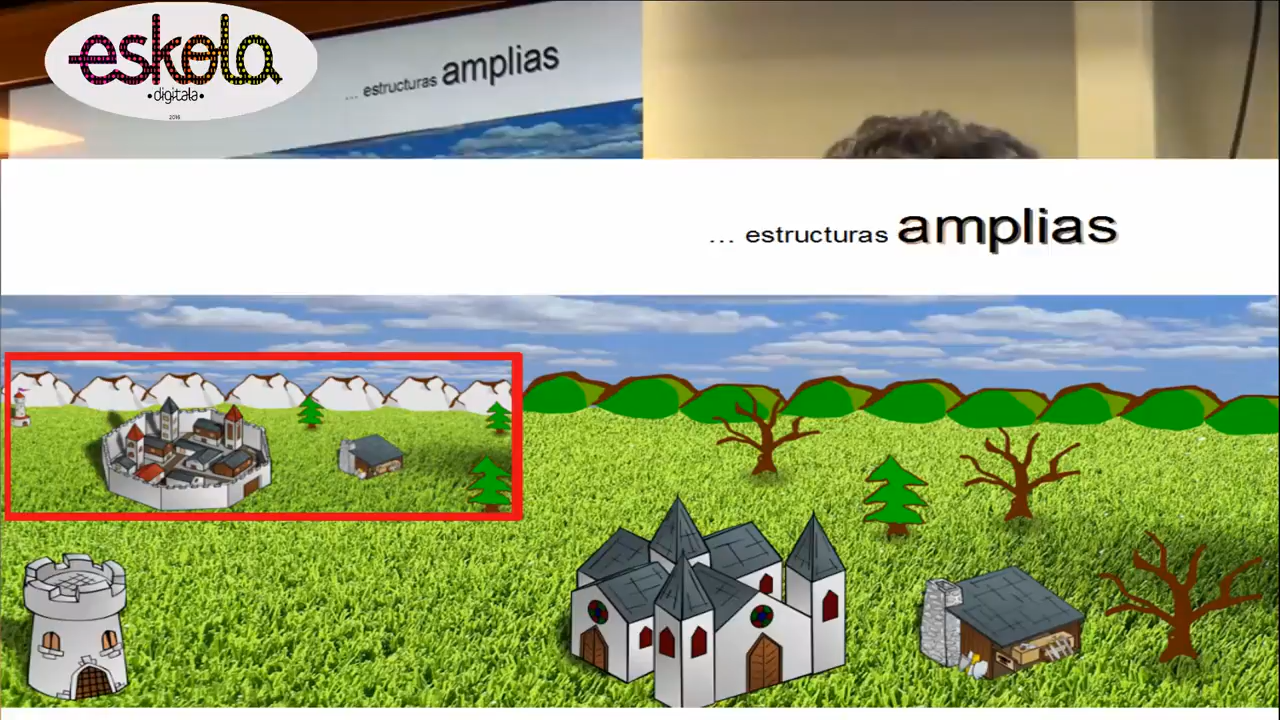 eskola
•digitala•
2016
... estructuras amplias
... estructuras amplias